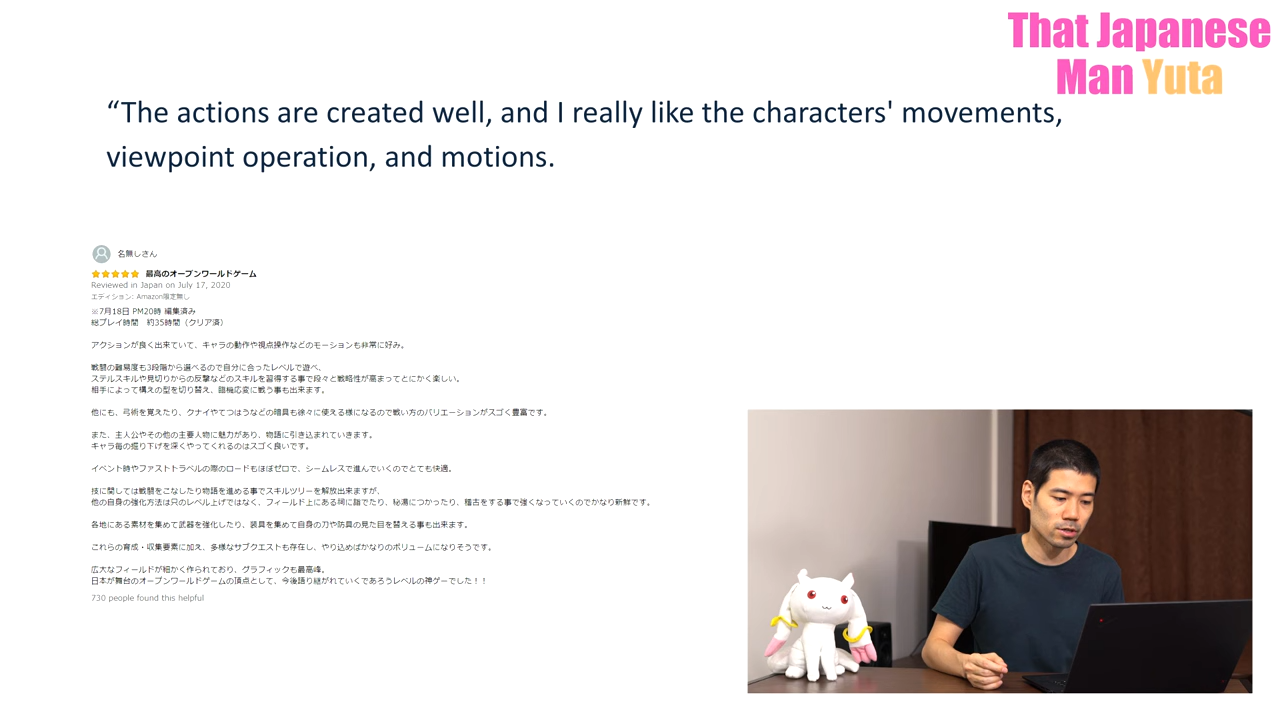 That Japanese
Man Yuta
“The actions are created well, and I really like the characters' movements,
viewpoint operation, and motions.
名無しさん
最高のオープンワールドゲーム
Reviewed in Japan on July 17, 2020
エディション: Amazon限定無し
※7月18日 PM20時 編集済み
総プレイ時間　約35時間（クリア済）
アクションが良く出来ていて、キャラの動作や視点操作などのモーションも非常に好み。
戦闘の難易度も3段階から選べるので自分に合ったレベルで遊べ、
ステルスキルや見切りからの反撃などのスキルを習得する事で段々と戦略性が高まってとにかく楽しい。
相手によって構えの型を切り替え、臨機応変に戦う事も出来ます。
他にも、弓術を覚えたり、クナイやてつはうなどの暗具も徐々に使える様になるので戦い方のバリエーションがスゴく豊富です。
また、主人公やその他の主要人物に魅力があり、物語に引き込まれていきます。
キャラ毎の掘り下げを深くやってくれるのはスゴく良いです。
イベント時やファストトラベルの際のロードもほぼゼロで、シームレスで進んでいくのでとても快適。
技に関しては戦闘をこなしたり物語を進める事でスキルツリーを解放出来ますが、
他の自身の強化方法は只のレベル上げではなく、フィールド上にある祠に詣でたり、秘湯につかったり、稽古をする事で強くなっていくのでかなり新鮮です。
各地にある素材を集めて武器を強化したり、装具を集めて自身の刀や防具の見た目を替える事も出来ます。
これらの育成・収集要素に加え、多様なサブクエストも存在し、やり込めばかなりのボリュームになりそうです。
広大なフィールドが細かく作られており、グラフィックも最高峰。
日本が舞台のオープンワールドゲームの頂点として、今後語り継がれていくであろうレベルの神ゲーでした！！
730 people found this helpful